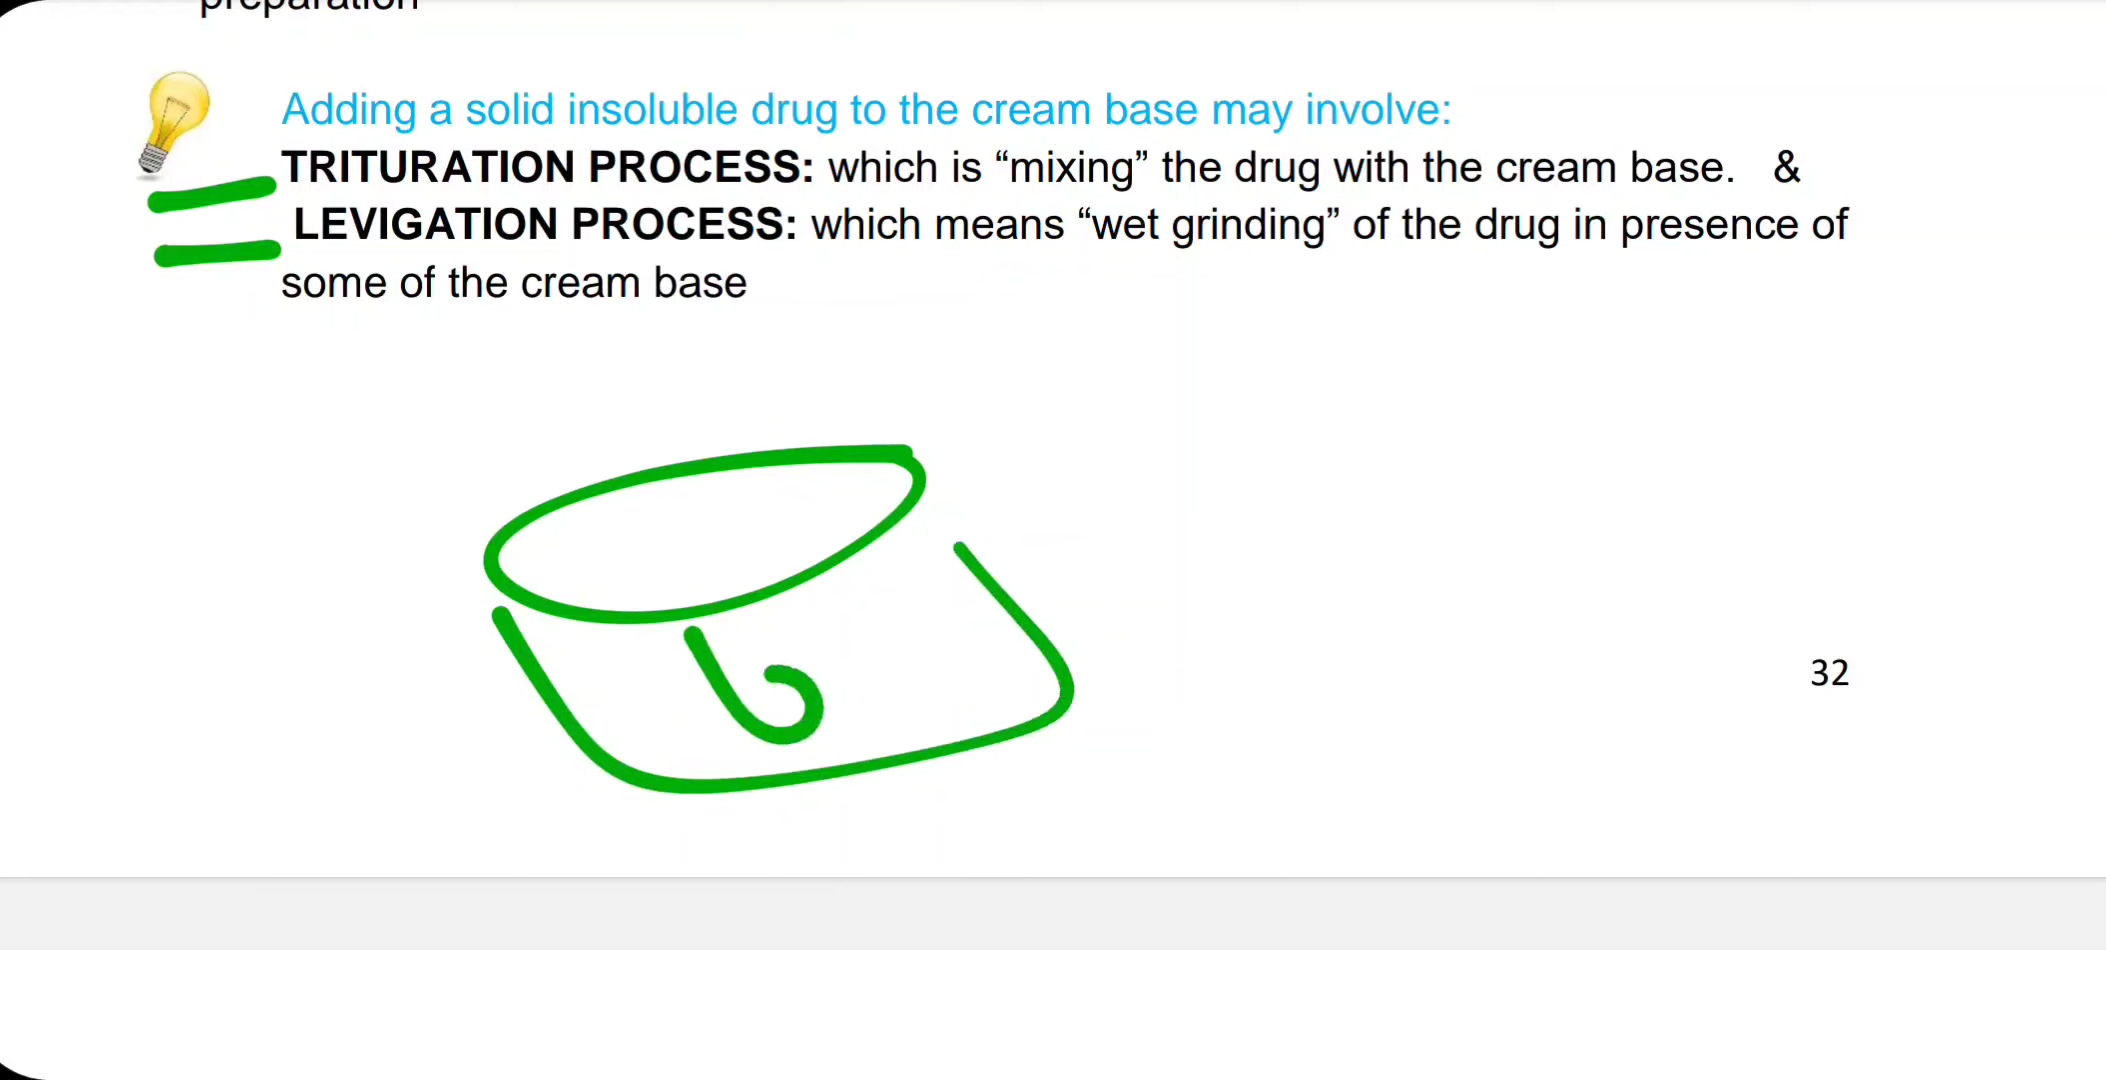 preparation
Adding a solid insoluble drug to the cream base may involve:
TRITURATION PROCESS: which is “mixing” the drug with the cream base. &
LEVIGATION PROCESS: which means “wet grinding” of the drug in presence of
some of the cream base
32